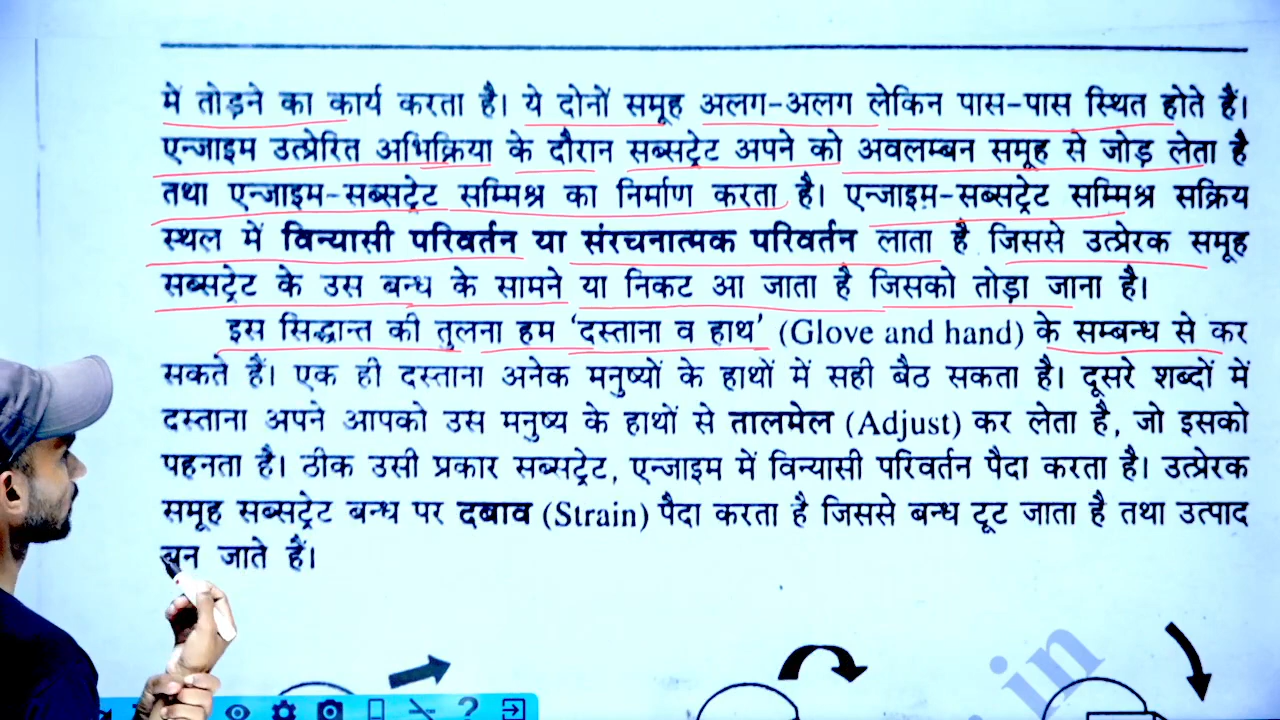 में तोड़ने का कार्य करता है। ये दोनों समूह अलग-अलग लेकिन पास-पास स्थित होते हैं।
एन्जाइम उत्प्रेरित अभिक्रिया के दौरान सब्सट्रेट अपने को अवलम्बन समूह से जोड़ लेता है
तथा एन्जाइम-सब्सट्रेट सम्मिश्र का निर्माण करता है। एन्जाइम-सब्सट्रेट सम्मिश्र सक्रिय
स्थल में विन्यासी परिवर्तन या संरचनात्मक परिवर्तन लाता है जिससे उत्प्रेरक समूह
सब्सट्रेट के उस बन्ध के सामने या निकट आ जाता है जिसको तोड़ा जाना है।
इस सिद्धान्त की तुलना हम 'दस्ताना व हाथ' (Glove and hand) के सम्बन्ध से कर
सकते हैं। एक ही दस्ताना अनेक मनुष्यों के हाथों में सही बैठ सकता है। दूसरे शब्दों में
दस्ताना अपने आपको उस मनुष्य के हाथों से तालमेल (Adjust) कर लेता है, जो इसको
पहनता है। ठीक उसी प्रकार सब्सट्रेट, एन्जाइम में विन्यासी परिवर्तन पैदा करता है। उत्प्रेरक
समूह सब्सट्रेट बन्ध पर दबाव (Strain) पैदा करता है जिससे बन्ध टूट जाता है तथा उत्पाद
बन जाते हैं।
.in